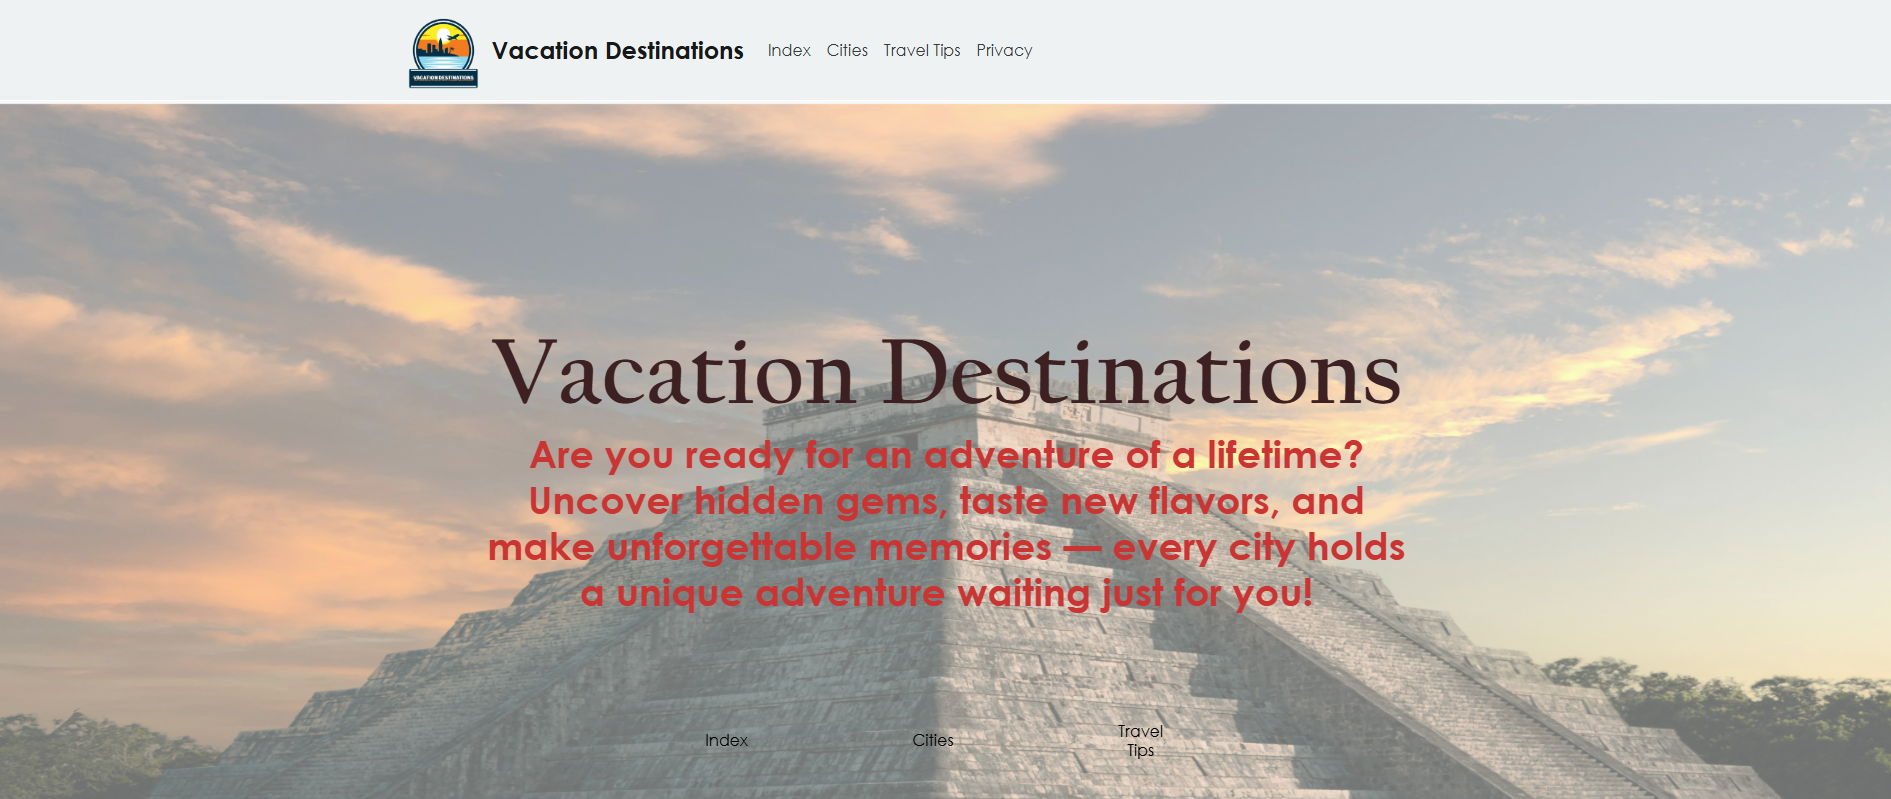 VACATION DESTINATIONS
Vacation Destinations Index Cities Travel Tips Privacy
Vacation Destinations
Are you ready for an adventure of a lifetime?
Uncover hidden gems, taste new flavors, and
make unforgettable memories — every city holds
a unique adventure waiting just for you!
Index Cities Travel
Tips